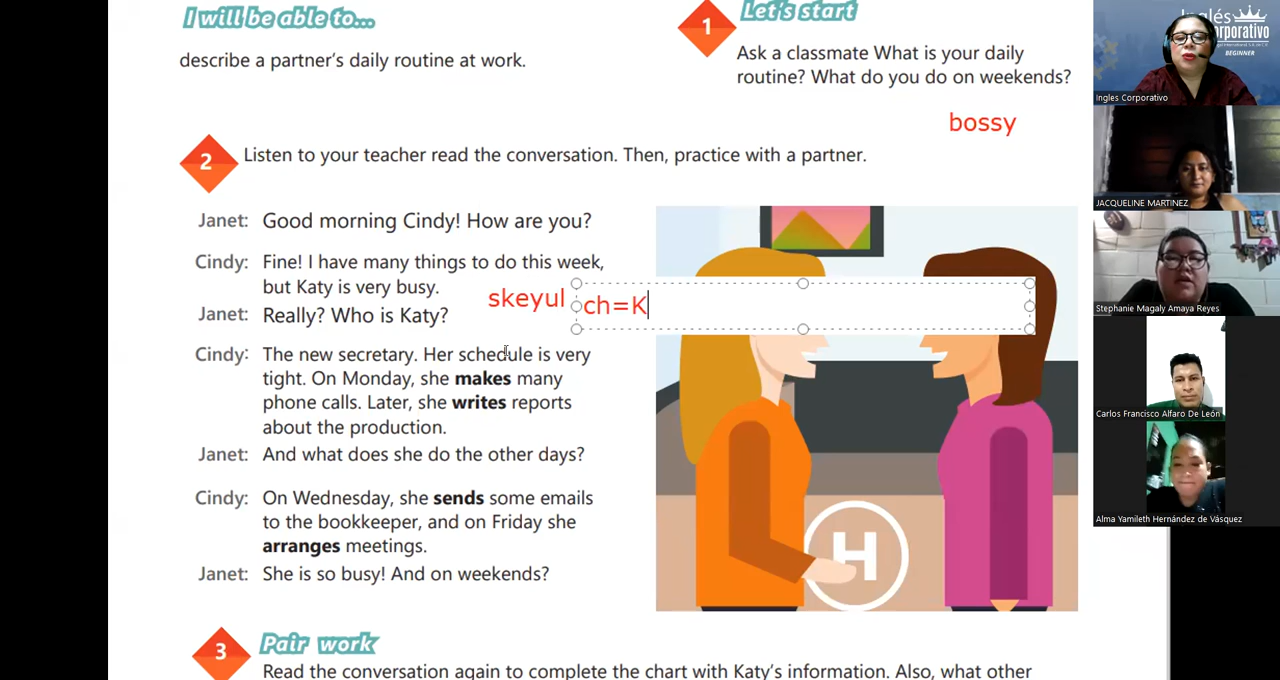 I will be able to...
describe a partner's daily routine at work.
1
Let's start
Ask a classmate What is your daily
routine? What do you do on weekends?
bossy
2
Listen to your teacher read the conversation. Then, practice with a partner.
Janet: Good morning Cindy! How are you?
Cindy: Fine! I have many things to do this week,
but Katy is very busy.
Janet: Really? Who is Katy?
skeyul
ch=K
Cindy: The new secretary. Her schedule is very
tight. On Monday, she makes many
phone calls. Later, she writes reports
about the production.
Janet: And what does she do the other days?
Cindy: On Wednesday, she sends some emails
to the bookkeeper, and on Friday she
arranges meetings.
Janet: She is so busy! And on weekends?
H
3
Pair work
Read the conversation again to complete the chart with Katy's information. Also, what other
Inglés
BEGINNER
Ingles Corporativo
JACQUELINE MARTINEZ
Stephanie Magaly Amaya Reyes
Carlos Francisco Alfaro De León
Alma Yamileth Hernández de Vásquez